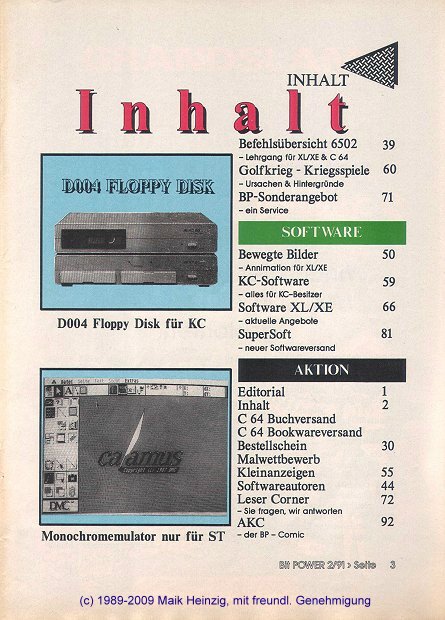 INHALT
Inhalt
D004 FLOPPY DISK
D004 Floppy Disk für KC
calamus
DMC
Monochromemulator nur für ST
Befehlsübersicht 6502 39
– Lehrgang für XL/XE & C 64
Golfkrieg - Kriegsspiele 60
– Ursachen & Hintergründe
BP-Sonderangebot 71
– ein Service
SOFTWARE
Bewegte Bilder 50
– Annimation für XL/XE
KC-Software 59
– alles für KC-Besitzer
Software XL/XE 66
– aktuelle Angebote
SuperSoft 81
– neuer Softwareversand
AKTION
Editorial 1
Inhalt 2
C 64 Buchversand
C 64 Bookwareversand
Bestellschein 30
Malwettbewerb
Kleinanzeigen 55
Softwareautoren 44
Leser Corner 72
– Sie fragen, wir antworten
AKC 92
– der BP – Comic
Bit POWER 2/91 › Seite 3
(c) 1989-2009 Maik Heinzig, mit freundl. Genehmigung